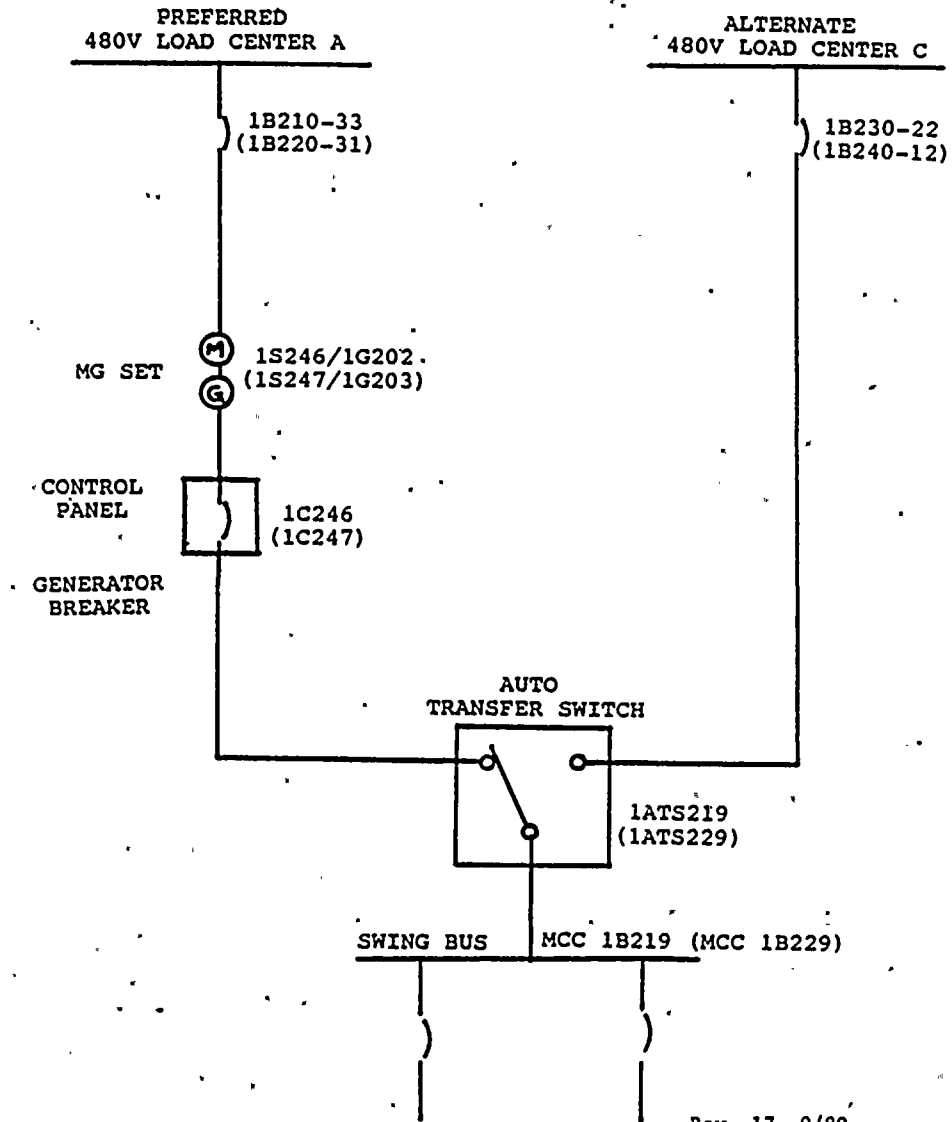 PREFERRED
480V LOAD CENTER A
ALTERNATE
480V LOAD CENTER C
1B210-33
(1B220-31)
1B230-22
(1B240-12)
M
G
MG SET
1S246/1G202
(1S247/1G203)
CONTROL
PANEL
1C246
(1C247)
GENERATOR
BREAKER
AUTO
TRANSFER SWITCH
1ATS219
(1ATS229)
SWING BUS
MCC 1B219 (MCC 1B229)